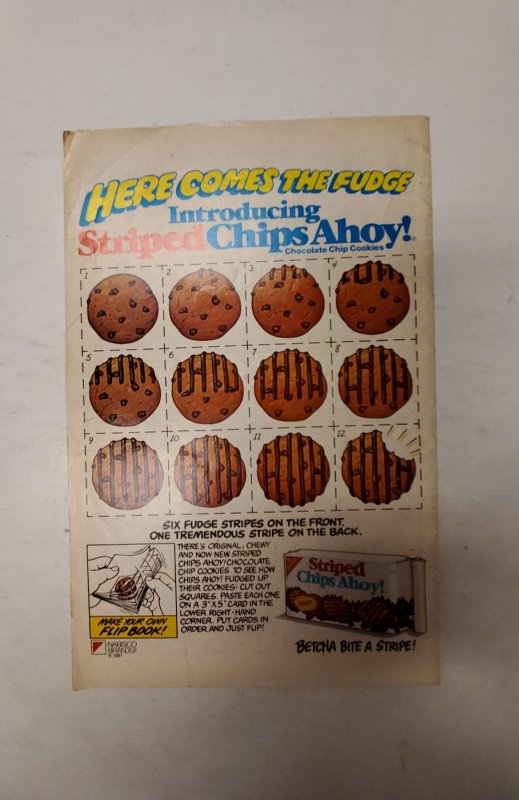 HERE COMES THE FUDGE
Introducing
Striped Chips Ahoy!
Chocolate Chip Cookies
1
2
3
4
5
6
7
8
9
10
11
12
SIX FUDGE STRIPES ON THE FRONT.
ONE TREMENDOUS STRIPE ON THE BACK.
THERE'S ORIGINAL, CHEWY
AND NOW NEW STRIPED
CHIPS AHOY! CHOCOLATE
CHIP COOKIES. TO SEE HOW
CHIPS AHOY! FUDGED UP
THEIR COOKIES: CUT OUT
SQUARES. PASTE EACH ONE
ON A 3"X 5" CARD IN THE
LOWER RIGHT-HAND
CORNER. PUT CARDS IN
ORDER AND JUST FLIP!
MAKE YOUR OWN
FLIP BOOK!
NABISCO
BRANDS
© 1987
Striped
Chips Ahoy!
BETCHA BITE A STRIPE!